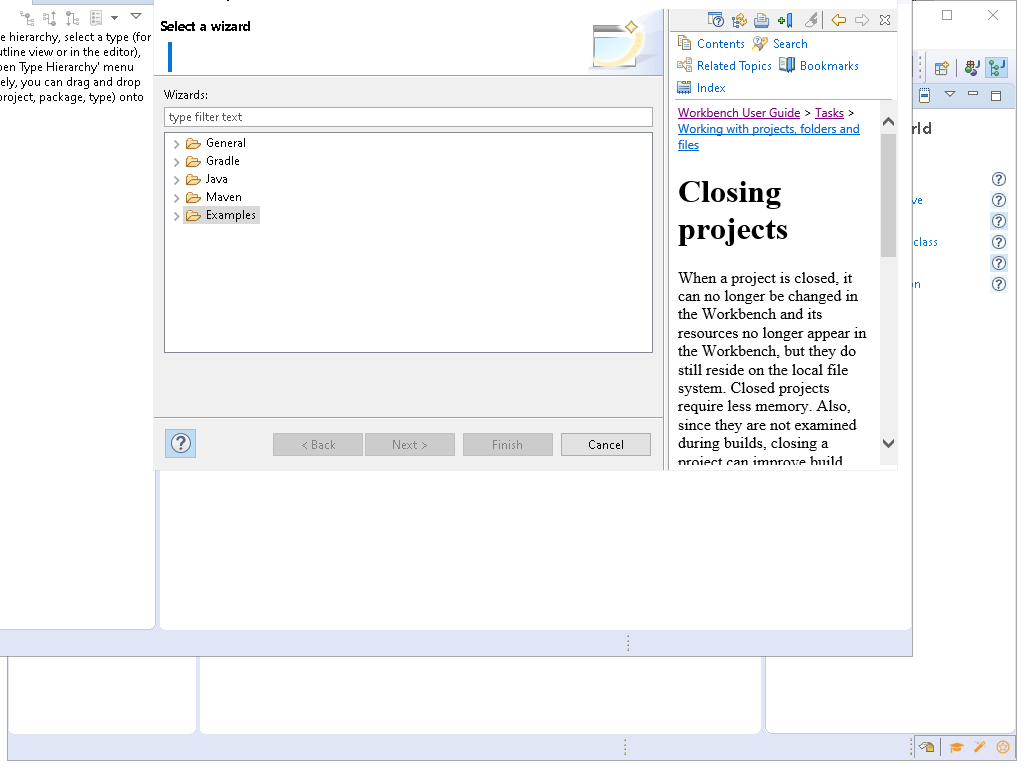 e hierarchy, select a type (for
utline view or in the editor),
pen Type Hierarchy' menu
ely, you can drag and drop
project, package, type) onto
Select a wizard
Wizards:
type filter text
General
Gradle
Java
Maven
Examples
< Back
Next >
Finish
Cancel
Contents
Search
Related Topics
Bookmarks
Index
Workbench User Guide > Tasks >
Working with projects, folders and
files
Closing
projects
When a project is closed, it
can no longer be changed in
the Workbench and its
resources no longer appear in
the Workbench, but they do
still reside on the local file
system. Closed projects
require less memory. Also,
since they are not examined
during builds, closing a
project can improve build
rld
ve
class
on